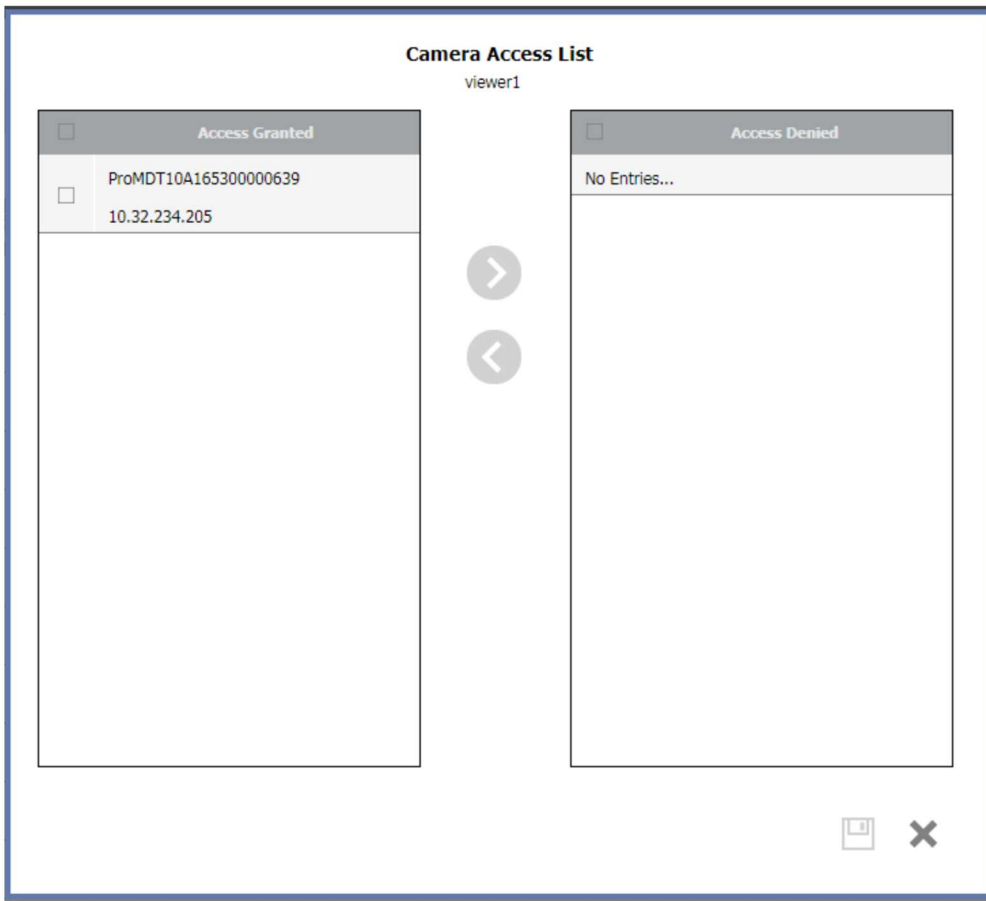 Camera Access List
viewer1
Access Granted
ProMDT10A165300000639
10.32.234.205
Access Denied
No Entries...